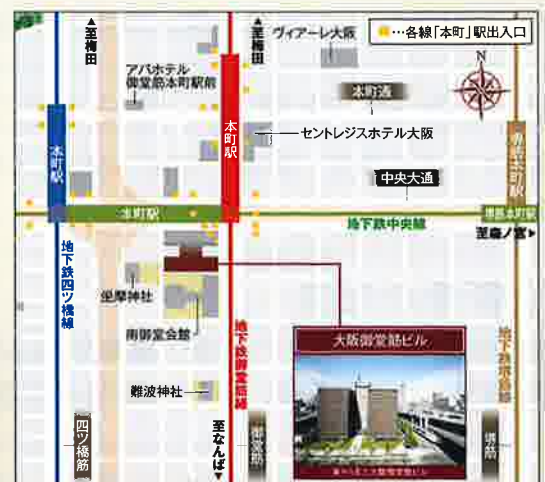 …各線「本町」駅出入口
▲至梅田
▲至梅田
ヴィアーレ大阪
N
アパホテル
御堂筋本町駅前
本町通
本町駅
セントレジスホテル大阪
本町駅
堺筋本町駅
中央大通
本町駅
堺筋本町駅
地下鉄中央線
至森ノ宮▶
地下鉄四ツ橋線
坐摩神社
南御堂会館
地下鉄御堂筋線
大阪御堂筋ビル
地下鉄堺筋線
難波神社
四ツ橋筋
至なんば▼
御堂筋
堺筋